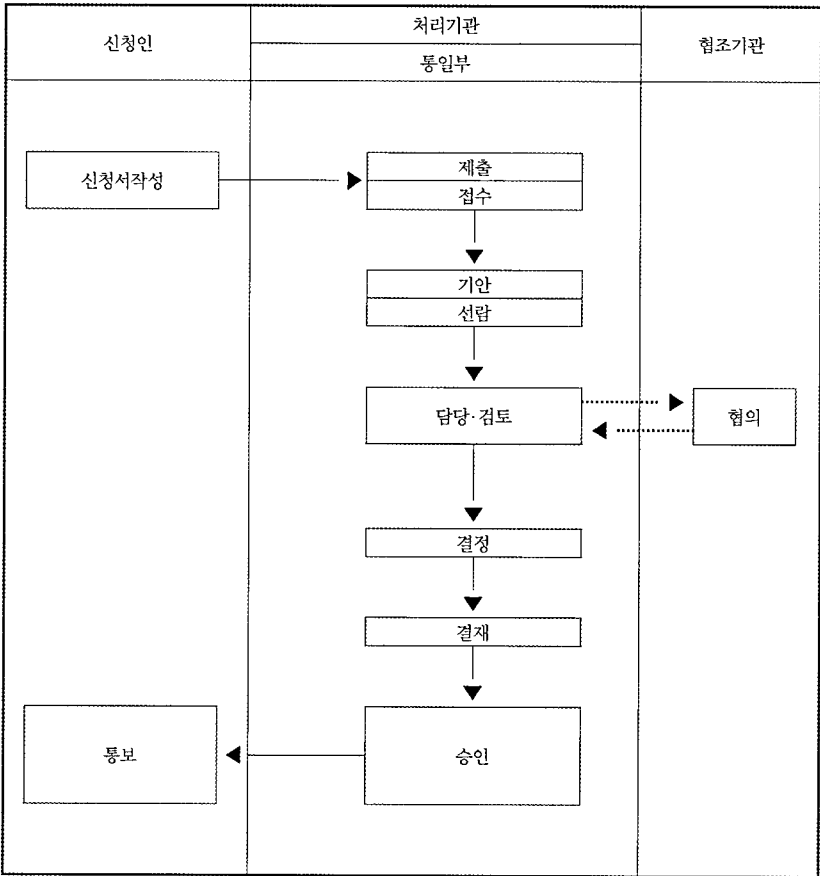 신청인
처리기관
통일부
협조기관
신청서작성
제출
접수
기안
선람
담당·검토
협의
결정
결재
통보
승인